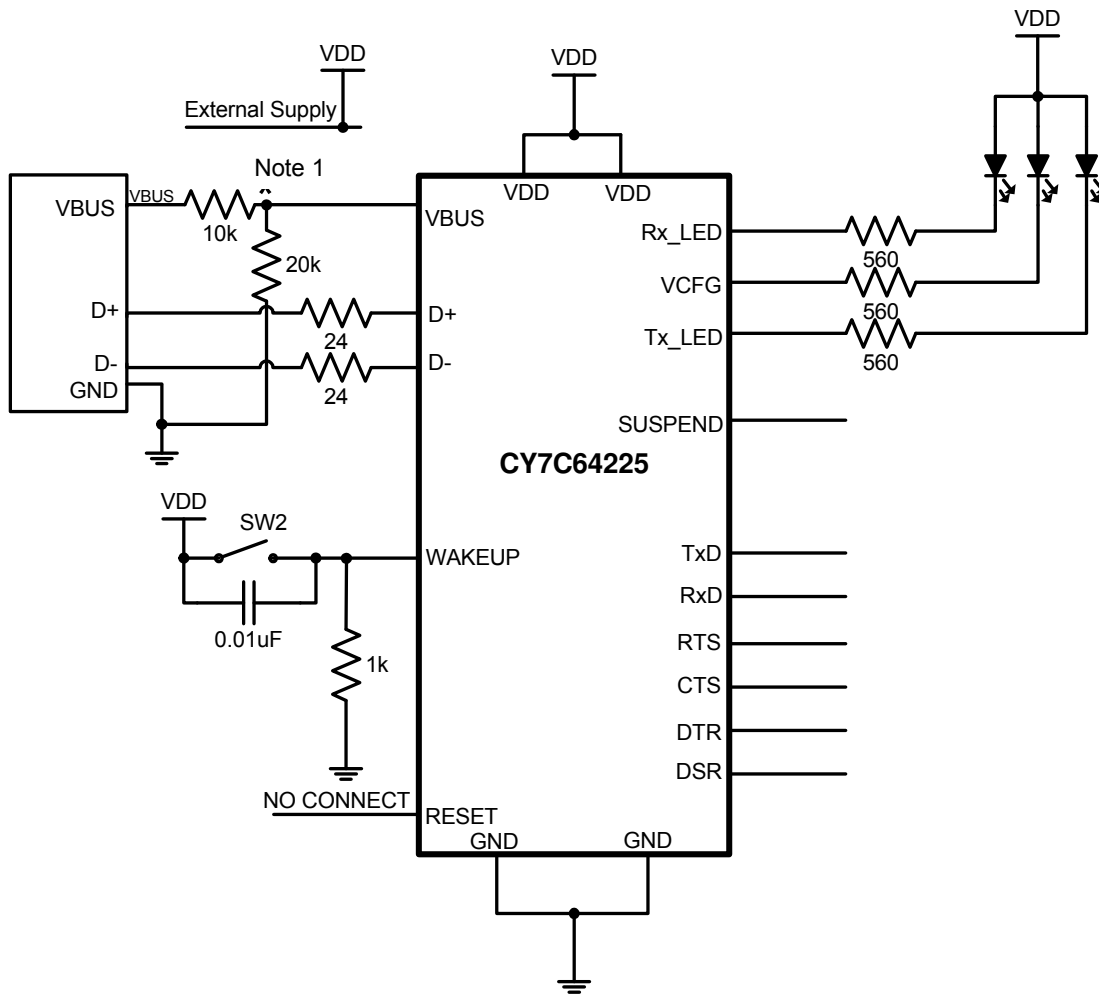 VDD
VDD
VDD
External Supply
Note 1
VDD
VDD
VBUS
VBUS
VBUS
10k
20k
Rx_LED
560
VCFG
560
Tx_LED
560
D+
24
D+
D-
24
D-
GND
SUSPEND
CY7C64225
VDD
SW2
WAKEUP
0.01uF
1k
TxD
RxD
RTS
CTS
DTR
DSR
NO CONNECT
RESET
GND
GND